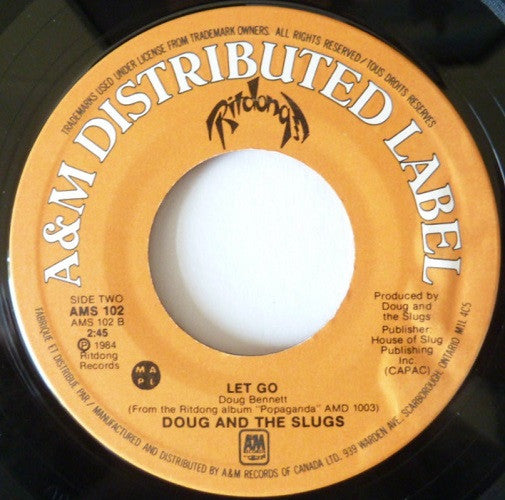 TRADEMARKS USED UNDER LICENSE FROM TRADEMARK OWNERS. ALL RIGHTS RESERVED/TOUS DROITS RESERVES
A&M DISTRIBUTED LABEL
Ritdong
SIDE TWO
AMS 102
AMS 102 B
2:45
Ⓟ 1984
Ritdong
Records
MAPL
Produced by
Doug and
the Slugs
Publisher:
House of Slug
Publishing
Inc.
(CAPAC)
LET GO
Doug Bennett
(From the Ritdong album "Popaganda" AMD 1003)
DOUG AND THE SLUGS
A&M
RECORDS
FABRIQUE ET DISTRIBUE PAR/MANUFACTURED AND DISTRIBUTED BY A&M RECORDS OF CANADA LTD. 939 WARDEN AVE. SCARBOROUGH, ONTARIO M1L 4C5